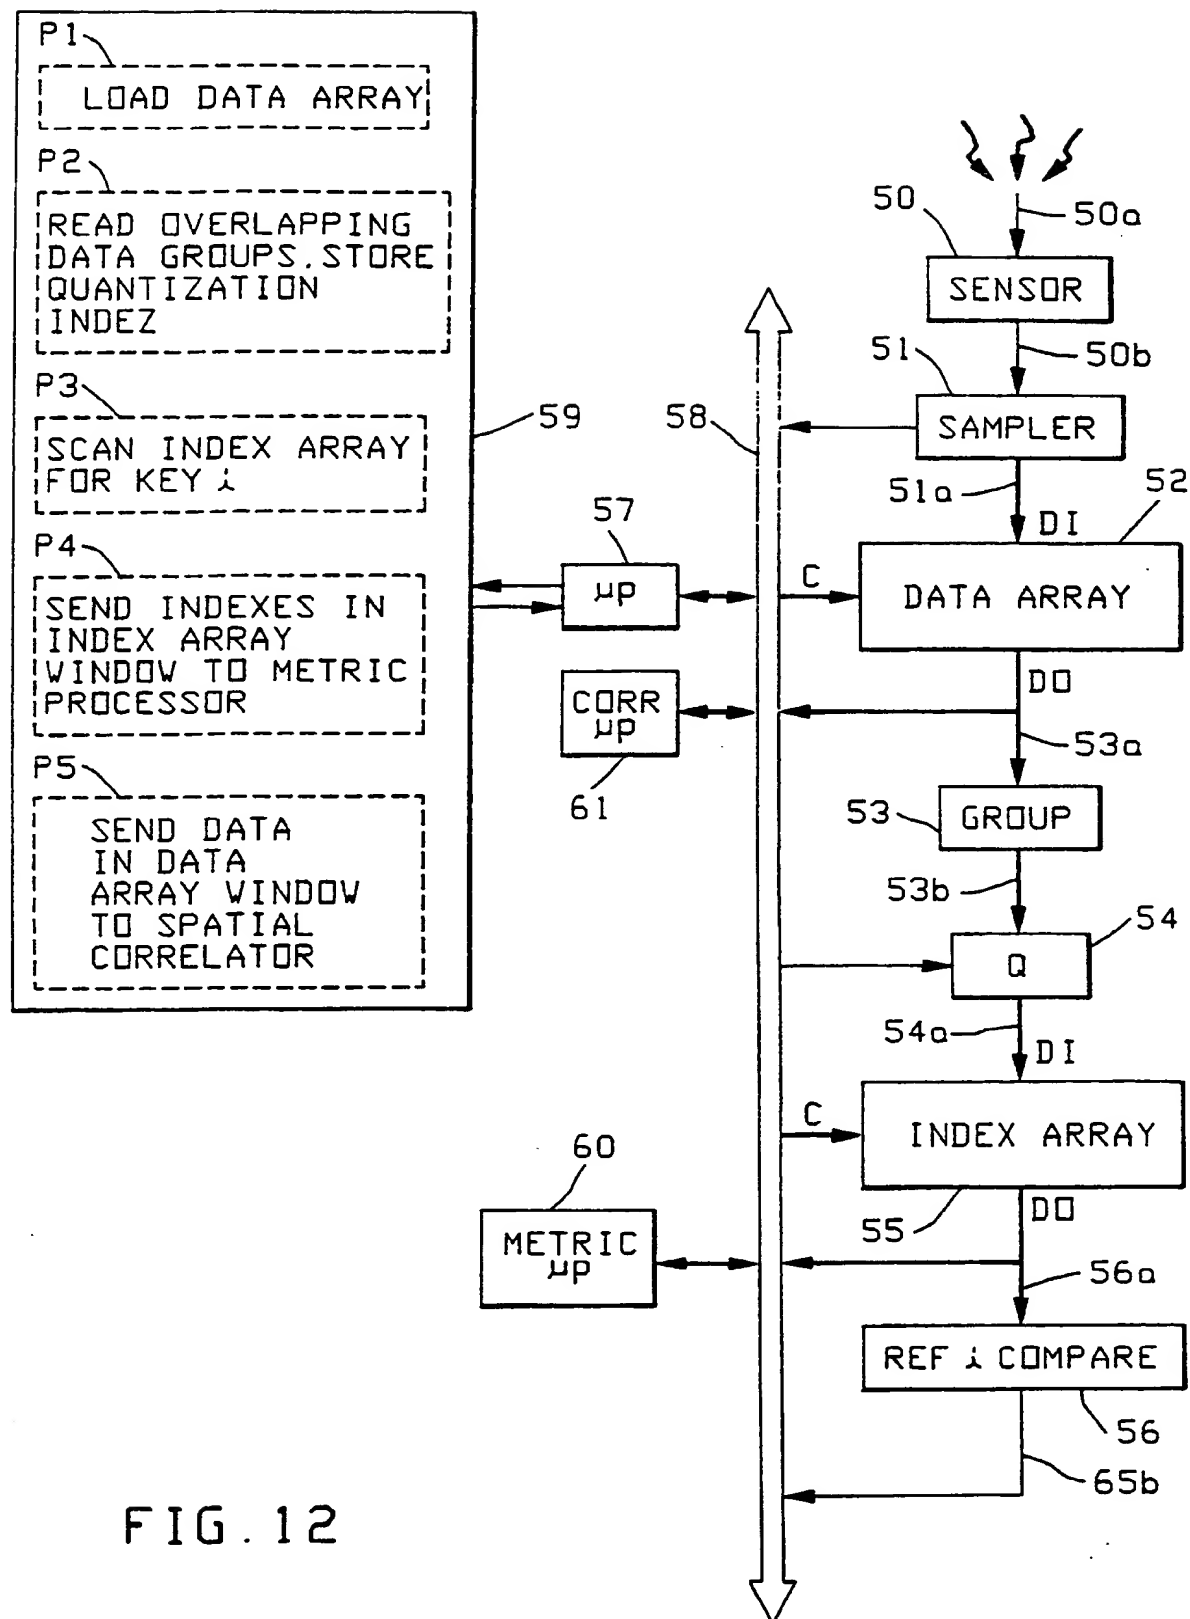 P1
LOAD DATA ARRAY
P2
READ OVERLAPPING
DATA GROUPS.STORE
QUANTIZATION
INDEZ
P3
SCAN INDEX ARRAY
FOR KEY i
P4
SEND INDEXES IN
INDEX ARRAY
WINDOW TO METRIC
PROCESSOR
P5
SEND DATA
IN DATA
ARRAY WINDOW
TO SPATIAL
CORRELATOR
59
57
µp
CORR
µp
61
60
METRIC
µp
58
50
50a
SENSOR
50b
51
SAMPLER
51a
DI
52
C
DATA ARRAY
DO
53a
53
GROUP
53b
54
Q
54a
DI
C
INDEX ARRAY
55
DO
56a
REF i COMPARE
56
65b
FIG.12